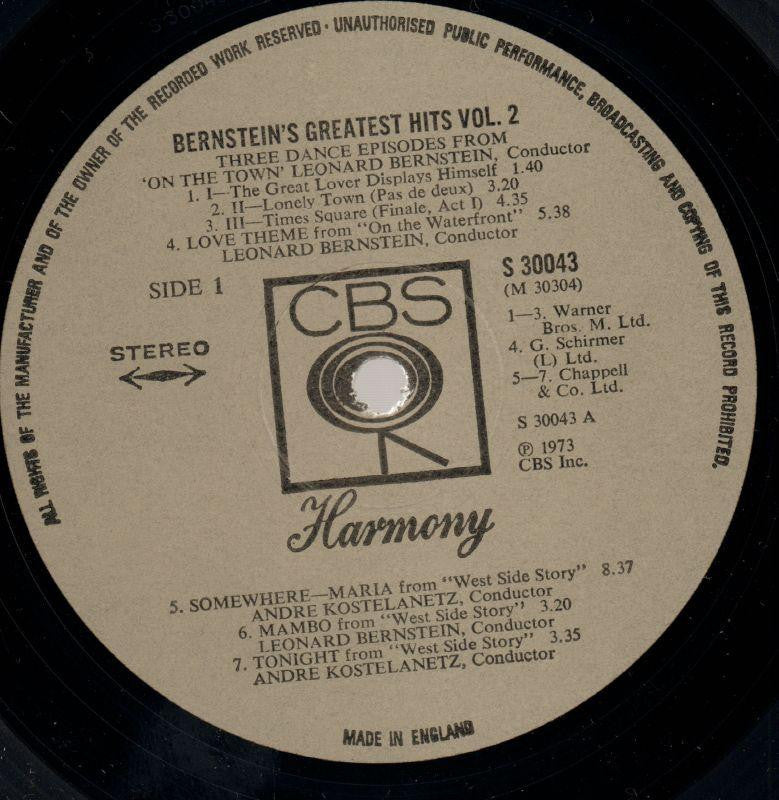 ALL RIGHTS OF THE MANUFACTURER AND OF THE OWNER OF THE RECORDED WORK RESERVED · UNAUTHORISED PUBLIC PERFORMANCE, BROADCASTING AND COPYING OF THIS RECORD PROHIBITED.
BERNSTEIN'S GREATEST HITS VOL. 2
THREE DANCE EPISODES FROM
'ON THE TOWN' LEONARD BERNSTEIN, Conductor
1. I—The Great Lover Displays Himself 1.40
2. II—Lonely Town (Pas de deux) 3.20
3. III—Times Square (Finale, Act I) 4.35
4. LOVE THEME from "On the Waterfront" 5.38
LEONARD BERNSTEIN, Conductor
SIDE 1
STEREO
CBS
S 30043
(M 30304)
1—3. Warner
Bros. M. Ltd.
4. G. Schirmer
(L) Ltd.
5—7. Chappell
& Co. Ltd.
S 30043 A
℗ 1973
CBS Inc.
Harmony
5. SOMEWHERE—MARIA from "West Side Story" 8.37
ANDRE KOSTELANETZ, Conductor
6. MAMBO from "West Side Story" 3.20
LEONARD BERNSTEIN, Conductor
7. TONIGHT from "West Side Story" 3.35
ANDRE KOSTELANETZ, Conductor
MADE IN ENGLAND